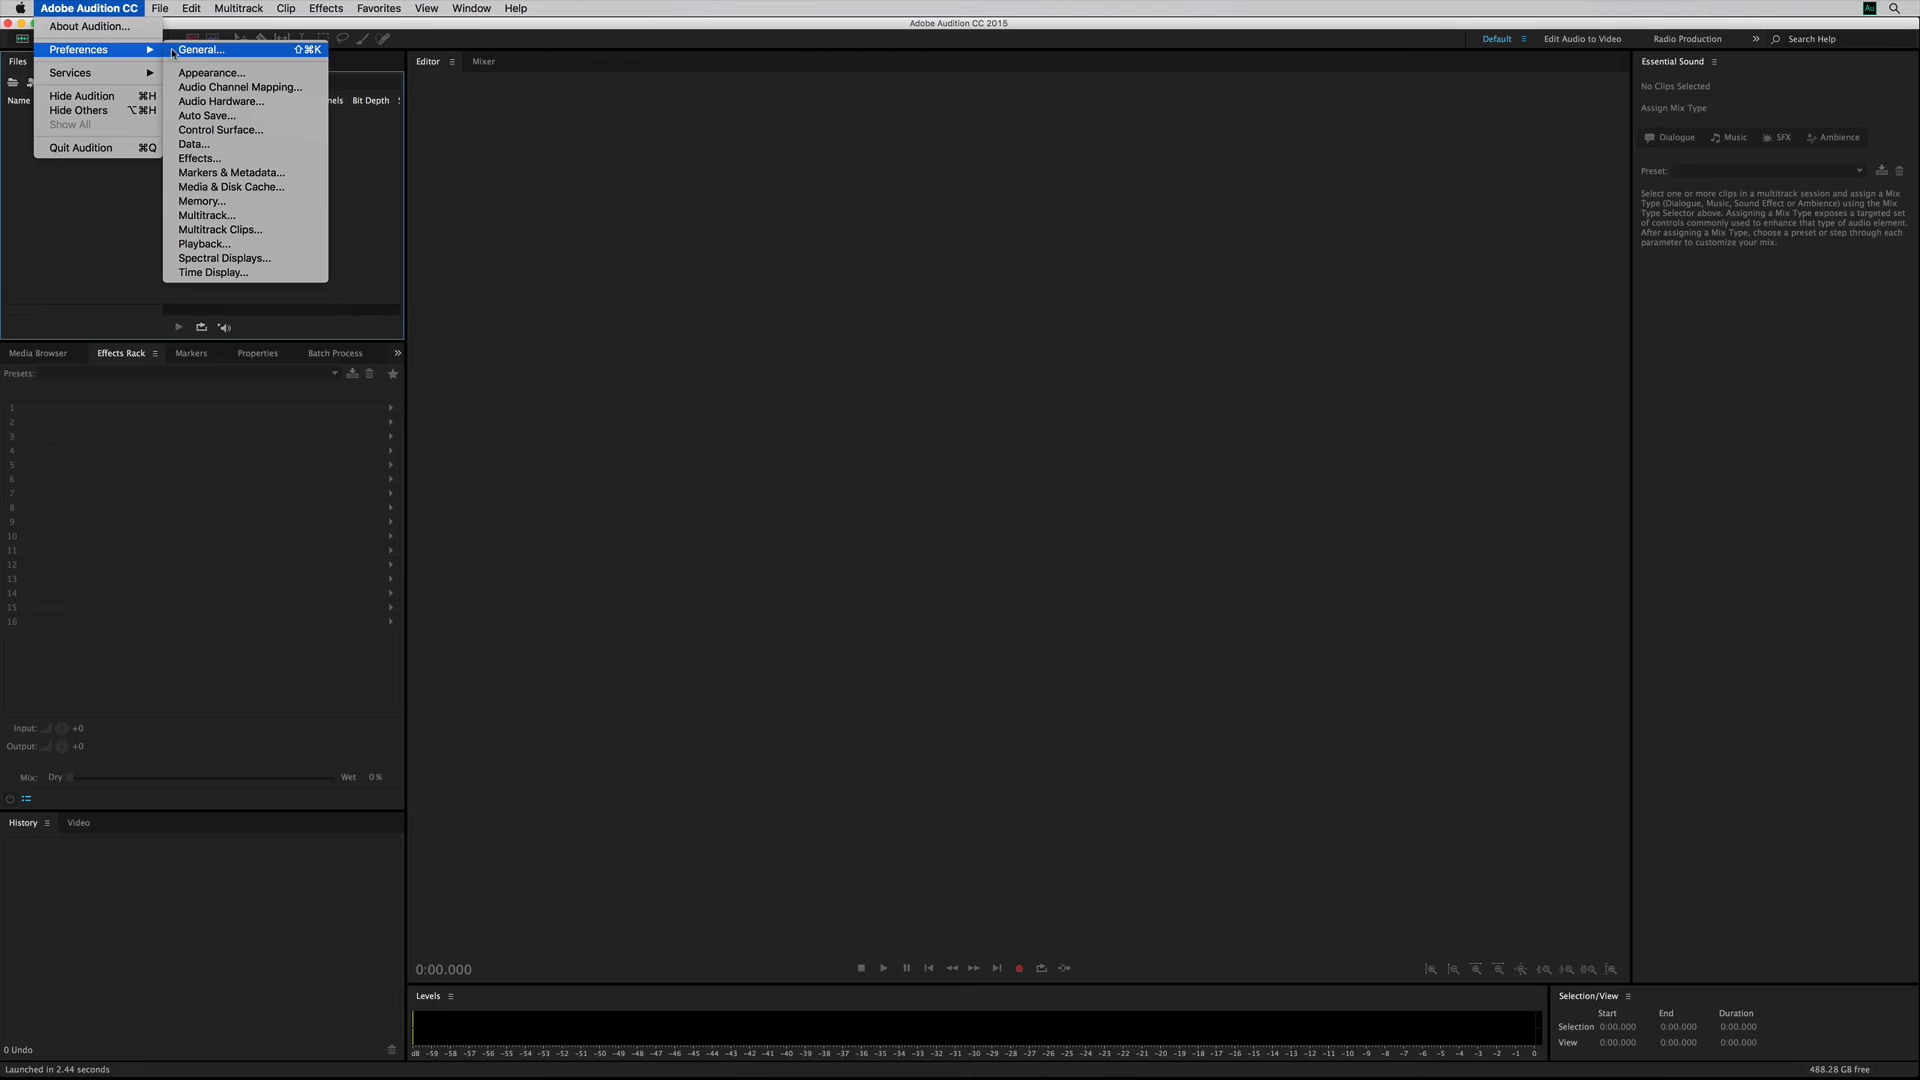 Adobe Audition CC File Edit Multitrack Clip Effects Favorites View Window Help Au
Adobe Audition CC 2015
About Audition...
Preferences
Services
Hide Audition ⌘H
Hide Others ⌥⌘H
Show All
Quit Audition ⌘Q
General... ⇧⌘K
Appearance...
Audio Channel Mapping...
Audio Hardware...
Auto Save...
Control Surface...
Data...
Effects...
Markers & Metadata...
Media & Disk Cache...
Memory...
Multitrack...
Multitrack Clips...
Playback...
Spectral Displays...
Time Display...
Default Edit Audio to Video Radio Production Search Help
Files
Name Bit Depth
Editor Mixer
Essential Sound
No Clips Selected
Assign Mix Type
Dialogue Music SFX Ambience
Preset:
Select one or more clips in a multitrack session and assign a Mix
Type (Dialogue, Music, Sound Effect or Ambience) using the Mix
Type Selector above. Assigning a Mix Type exposes a targeted set
of controls commonly used to enhance that type of audio element.
After assigning a Mix Type, choose a preset or step through each
parameter to customize your mix.
Media Browser Effects Rack Markers Properties Batch Process
Presets:
1
2
3
4
5
6
7
8
9
10
11
12
13
14
15
16
Input: +0
Output: +0
Mix: Dry Wet 0 %
History Video
0 Undo
Launched in 2.44 seconds
0:00.000
Levels
dB -59 -58 -57 -56 -55 -54 -53 -52 -51 -50 -49 -48 -47 -46 -45 -44 -43 -42 -41 -40 -39 -38 -37 -36 -35 -34 -33 -32 -31 -30 -29 -28 -27 -26 -25 -24 -23 -22 -21 -20 -19 -18 -17 -16 -15 -14 -13 -12 -11 -10 -9 -8 -7 -6 -5 -4 -3 -2 -1 0
Selection/View
Start End Duration
Selection 0:00.000 0:00.000 0:00.000
View 0:00.000 0:00.000 0:00.000
488.28 GB free